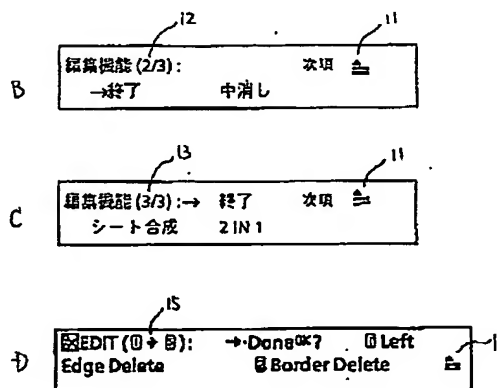 12 11
B 編集機能 (2/3): 次項
→終了 中消し
13 11
C 編集機能 (3/3):→ 終了 次項
シート合成 2 IN 1
15
D EDIT ( → ): →・Done OK? Left
Edge Delete Border Delete